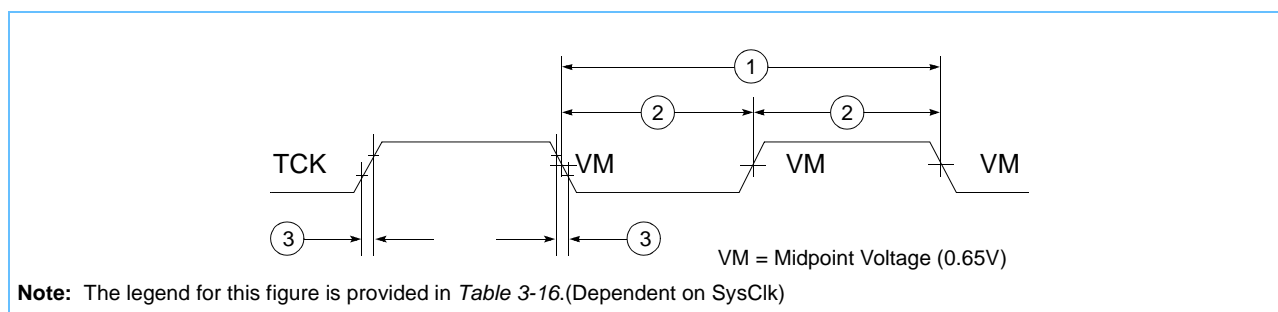 1
2
2
TCK
VM
VM
VM
3
3
VM = Midpoint Voltage (0.65V)
Note: The legend for this figure is provided in Table 3-16.(Dependent on SysClk)